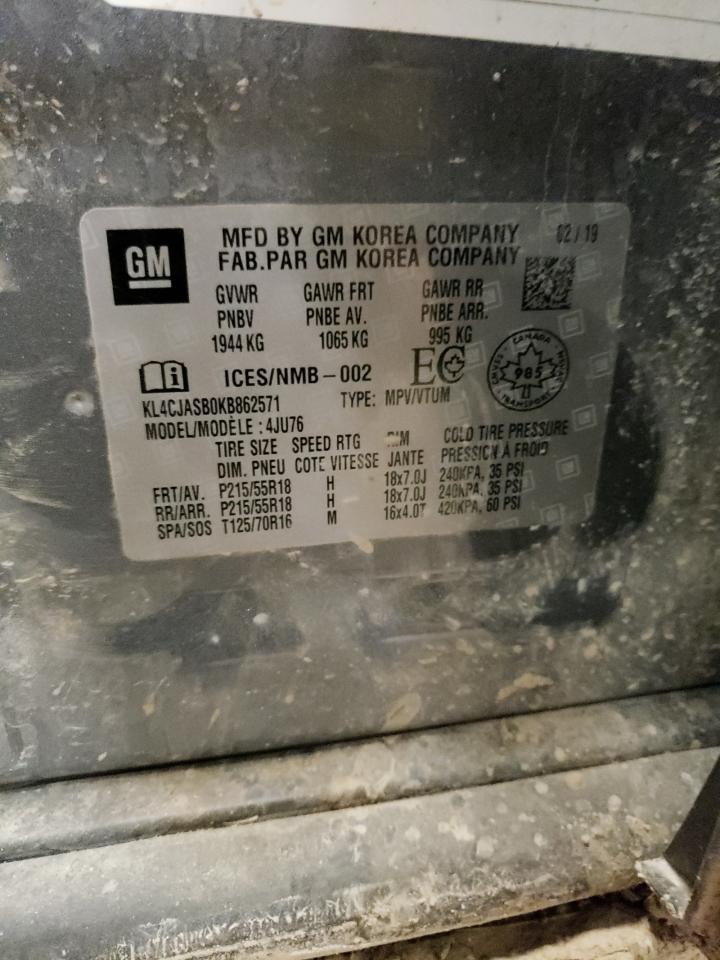 GM
MFD BY GM KOREA COMPANY 02/19
FAB.PAR GM KOREA COMPANY
GVWR GAWR FRT GAWR RR
PNBV PNBE AV. PNBE ARR.
1944 KG 1065 KG 995 KG
ICES/NMB-002 EC
CANADA
985
TRANSPORT
KL4CJASB0KB862571 TYPE: MPV/VTUM
MODEL/MODÈLE : 4JU76
TIRE SIZE SPEED RTG RIM COLD TIRE PRESSURE
DIM. PNEU COTE VITESSE JANTE PRESSION À FROID
FRT/AV. P215/55R18 H 18x7.0J 240KPA, 35 PSI
RR/ARR. P215/55R18 H 18x7.0J 240KPA, 35 PSI
SPA/SOS T125/70R16 M 16x4.0T 420KPA, 60 PSI